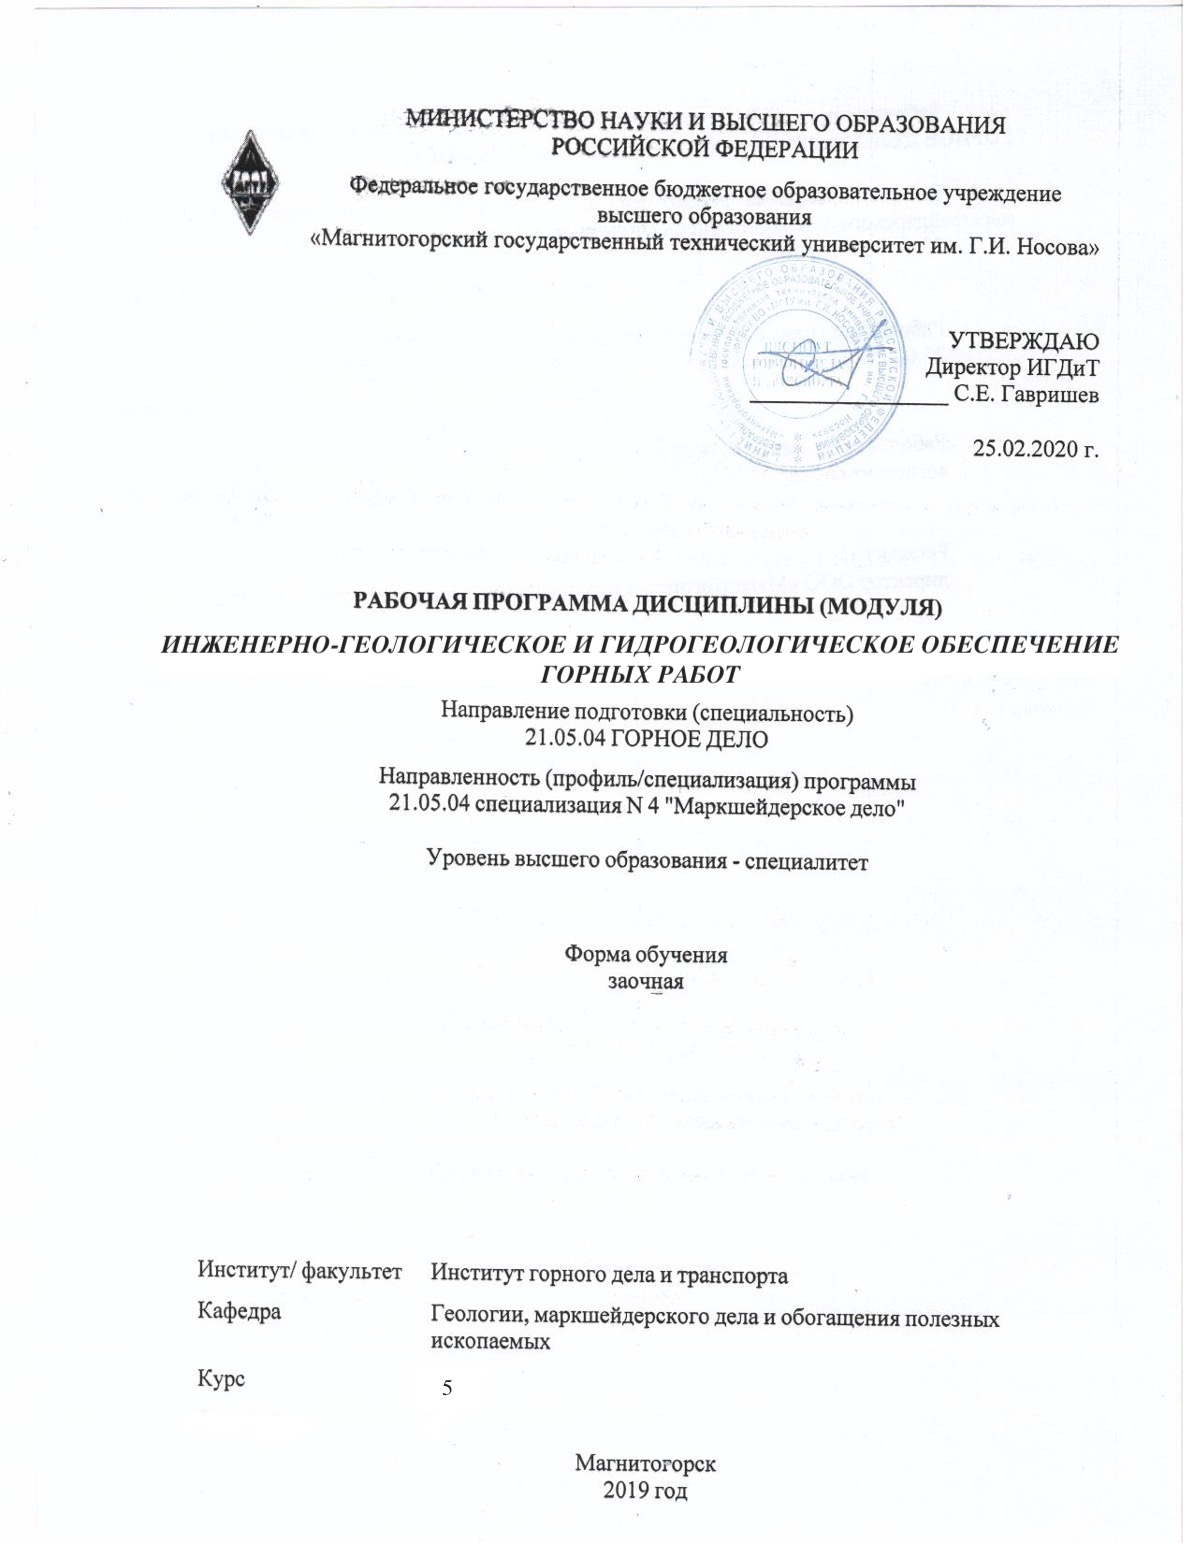 МИНИСТЕРСТВО НАУКИ И ВЫСШЕГО ОБРАЗОВАНИЯ
РОССИЙСКОЙ ФЕДЕРАЦИИ
Федеральное государственное бюджетное образовательное учреждение
высшего образования
«Магнитогорский государственный технический университет им. Г.И. Носова»
УТВЕРЖДАЮ
Директор ИГДиТ
С.Е. Гавришев
25.02.2020 г.
РАБОЧАЯ ПРОГРАММА ДИСЦИПЛИНЫ (МОДУЛЯ)
ИНЖЕНЕРНО-ГЕОЛОГИЧЕСКОЕ И ГИДРОГЕОЛОГИЧЕСКОЕ ОБЕСПЕЧЕНИЕ
ГОРНЫХ РАБОТ
Направление подготовки (специальность)
21.05.04 ГОРНОЕ ДЕЛО
Направленность (профиль/специализация) программы
21.05.04 специализация N 4 "Маркшейдерское дело"
Уровень высшего образования - специалитет
Форма обучения
заочная
Институт/ факультет Институт горного дела и транспорта
Кафедра Геологии, маркшейдерского дела и обогащения полезных
ископаемых
Курс 5
Магнитогорск
2019 год